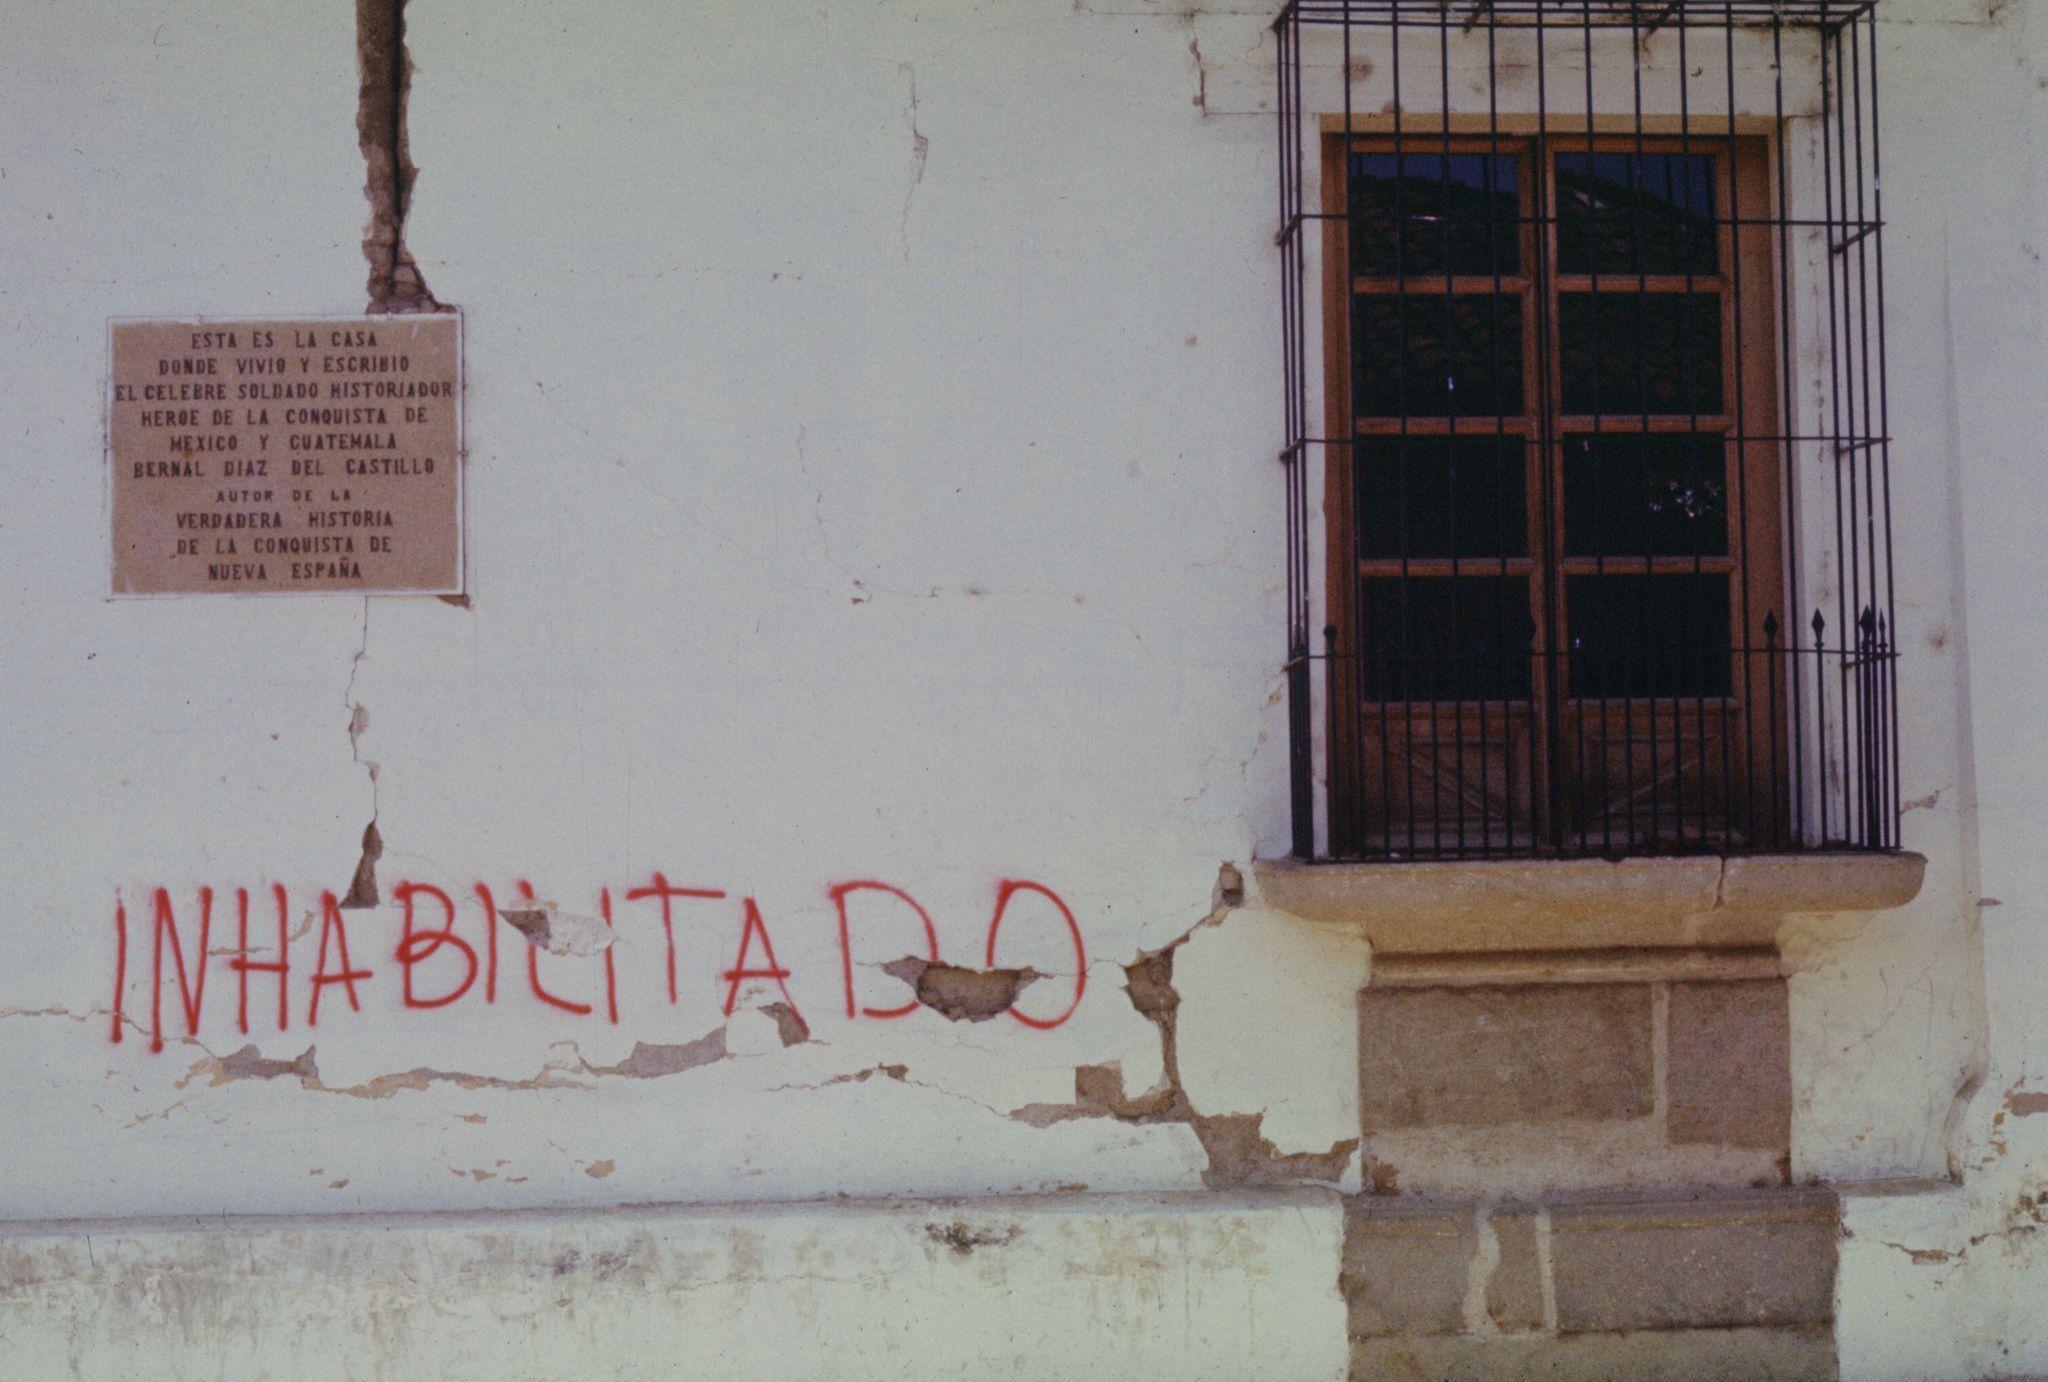 ESTA ES LA CASA
DONDE VIVIO Y ESCRIBIO
EL CELEBRE SOLDADO HISTORIADOR
HEROE DE LA CONQUISTA DE
MEXICO Y GUATEMALA
BERNAL DIAZ DEL CASTILLO
AUTOR DE LA
VERDADERA HISTORIA
DE LA CONQUISTA DE
NUEVA ESPAÑA
INHABILITADO